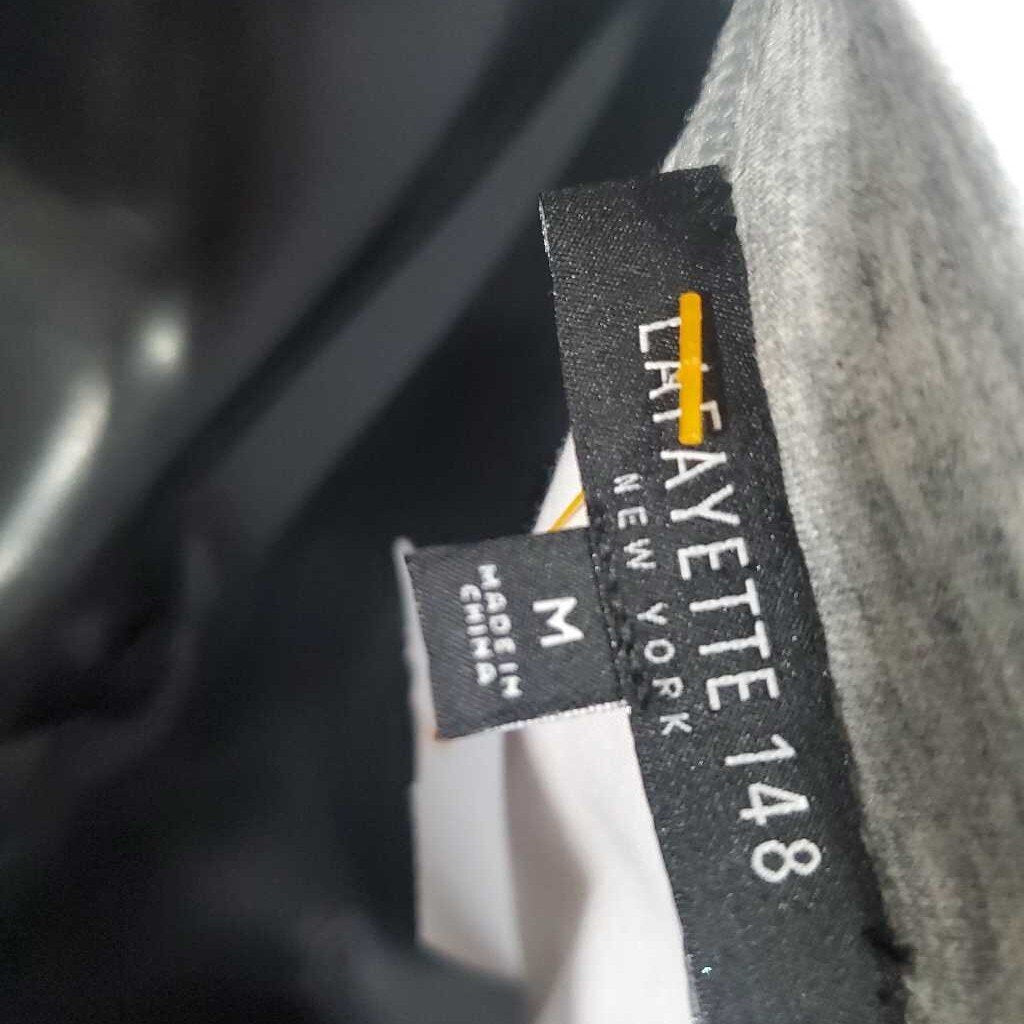 LAFAYETTE 148
NEW YORK
M
MADE IN
CHINA